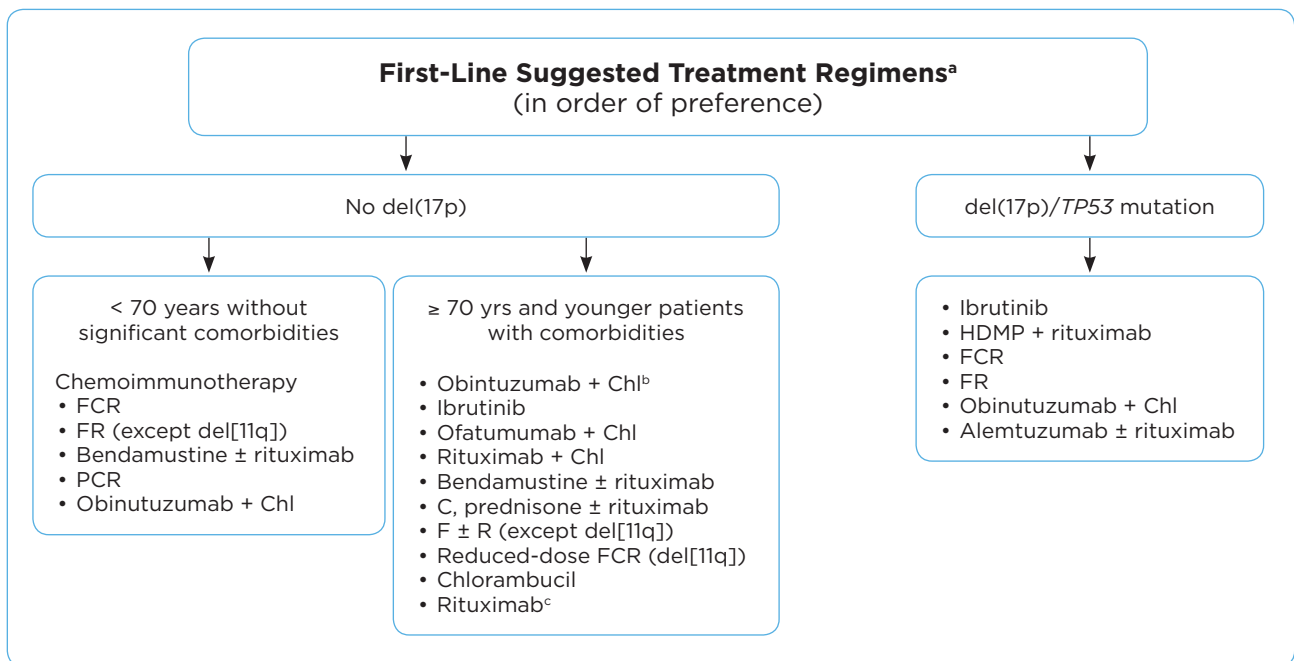 First-Line Suggested Treatment Regimensᵃ
(in order of preference)
No del(17p)
del(17p)/TP53 mutation
< 70 years without
significant comorbidities
Chemoimmunotherapy
• FCR
• FR (except del[11q])
• Bendamustine ± rituximab
• PCR
• Obinutuzumab + Chl
≥ 70 yrs and younger patients
with comorbidities
• Obintuzumab + Chlᵇ
• Ibrutinib
• Ofatumumab + Chl
• Rituximab + Chl
• Bendamustine ± rituximab
• C, prednisone ± rituximab
• F ± R (except del[11q])
• Reduced-dose FCR (del[11q])
• Chlorambucil
• Rituximabᶜ
• Ibrutinib
• HDMP + rituximab
• FCR
• FR
• Obinutuzumab + Chl
• Alemtuzumab ± rituximab